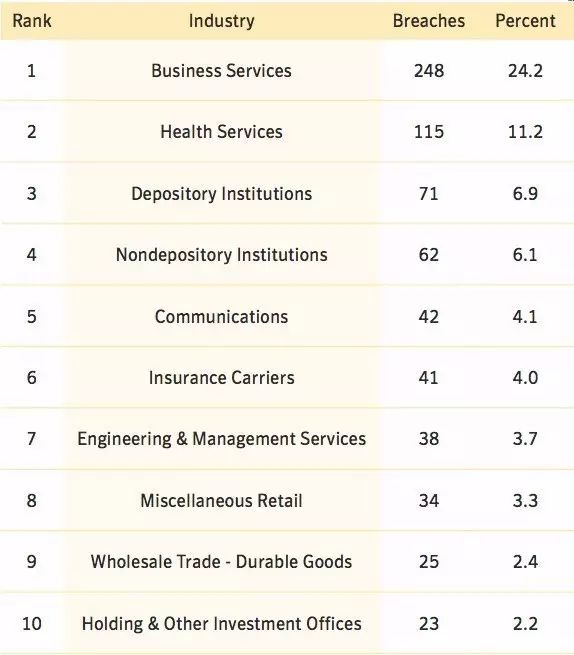 Rank Industry Breaches Percent
1 Business Services 248 24.2
2 Health Services 115 11.2
3 Depository Institutions 71 6.9
4 Nondepository Institutions 62 6.1
5 Communications 42 4.1
6 Insurance Carriers 41 4.0
7 Engineering & Management Services 38 3.7
8 Miscellaneous Retail 34 3.3
9 Wholesale Trade - Durable Goods 25 2.4
10 Holding & Other Investment Offices 23 2.2